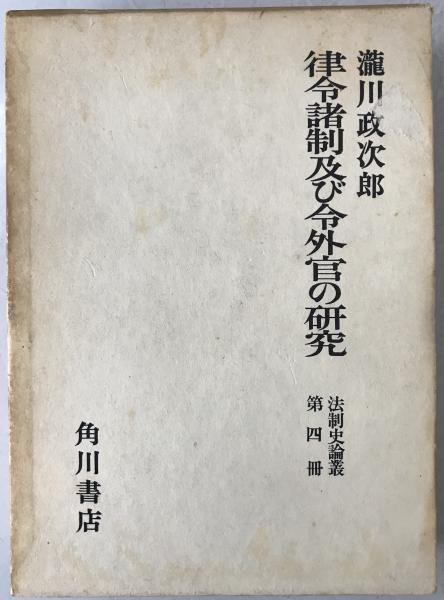 瀧川政次郎
律令諸制及び令外官の研究
法制史論叢
第四冊
角川書店